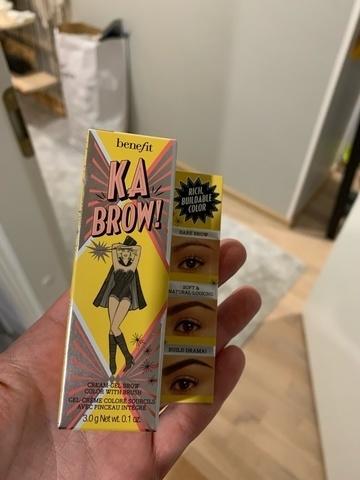 benefit
KA
BROW!
CREAM-GEL BROW
COLOR WITH BRUSH
GEL-CRÈME COLORÉ SOURCILS
AVEC PINCEAU INTÉGRÉ
3.0 g Net wt. 0.1 oz.
RICH,
BUILDABLE
COLOR
BARE BROW
SOFT &
NATURAL-LOOKING
BUILD DRAMA!